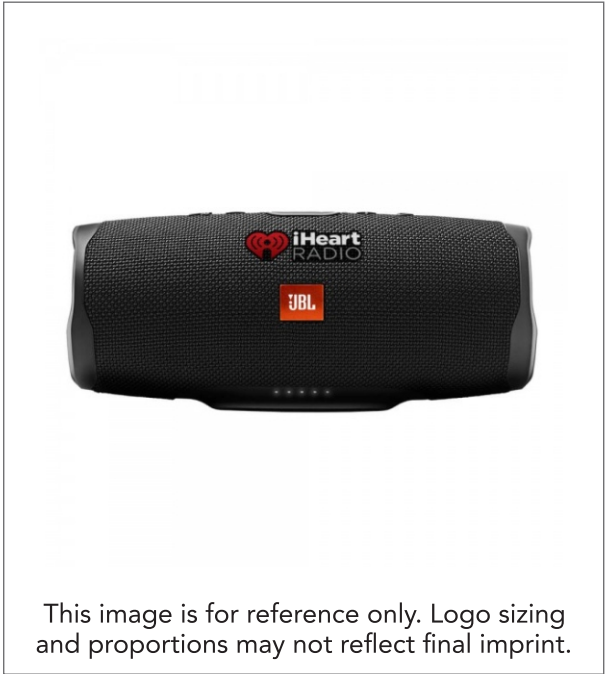 iHeart
RADIO
JBL
This image is for reference only. Logo sizing
and proportions may not reflect final imprint.